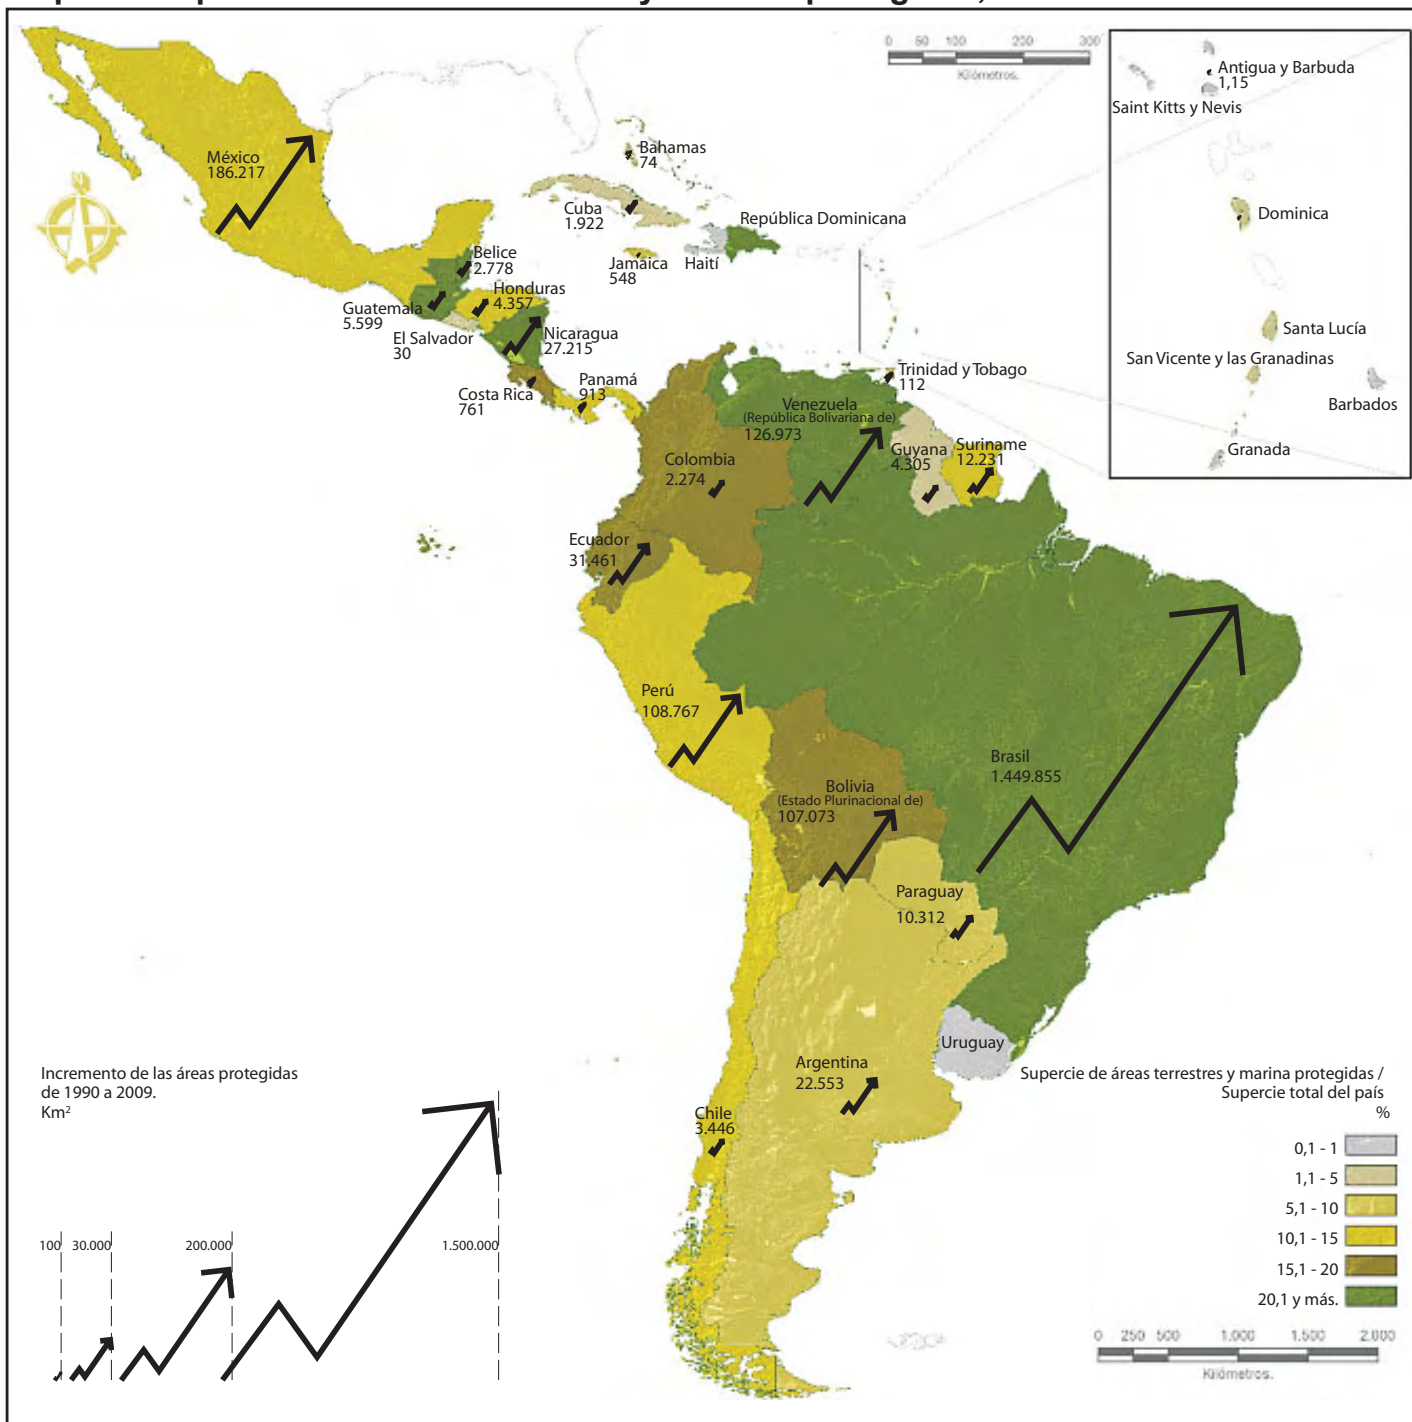 0 50 100 200 300
Kilómetros.
Antigua y Barbuda
1,15
Saint Kitts y Nevis
Dominica
Santa Lucía
San Vicente y las Granadinas
Barbados
Granada
México
186.217
Bahamas
74
Cuba
1.922
República Dominicana
Jamaica
548
Haití
Belice
2.778
Honduras
4.357
Guatemala
5.599
El Salvador
30
Nicaragua
27.215
Costa Rica
761
Panamá
913
Trinidad y Tobago
112
Venezuela
(República Bolivariana de)
126.973
Guyana
4.305
Suriname
12.231
Colombia
2.274
Ecuador
31.461
Perú
108.767
Brasil
1.449.855
Bolivia
(Estado Plurinacional de)
107.073
Paraguay
10.312
Uruguay
Argentina
22.553
Chile
3.446
Incremento de las áreas protegidas
de 1990 a 2009.
Km²
100 30.000 200.000 1.500.000
Supercie de áreas terrestres y marina protegidas /
Supercie total del país
%
0,1 - 1
1,1 - 5
5,1 - 10
10,1 - 15
15,1 - 20
20,1 y más.
0 250 500 1.000 1.500 2.000
Kilómetros.